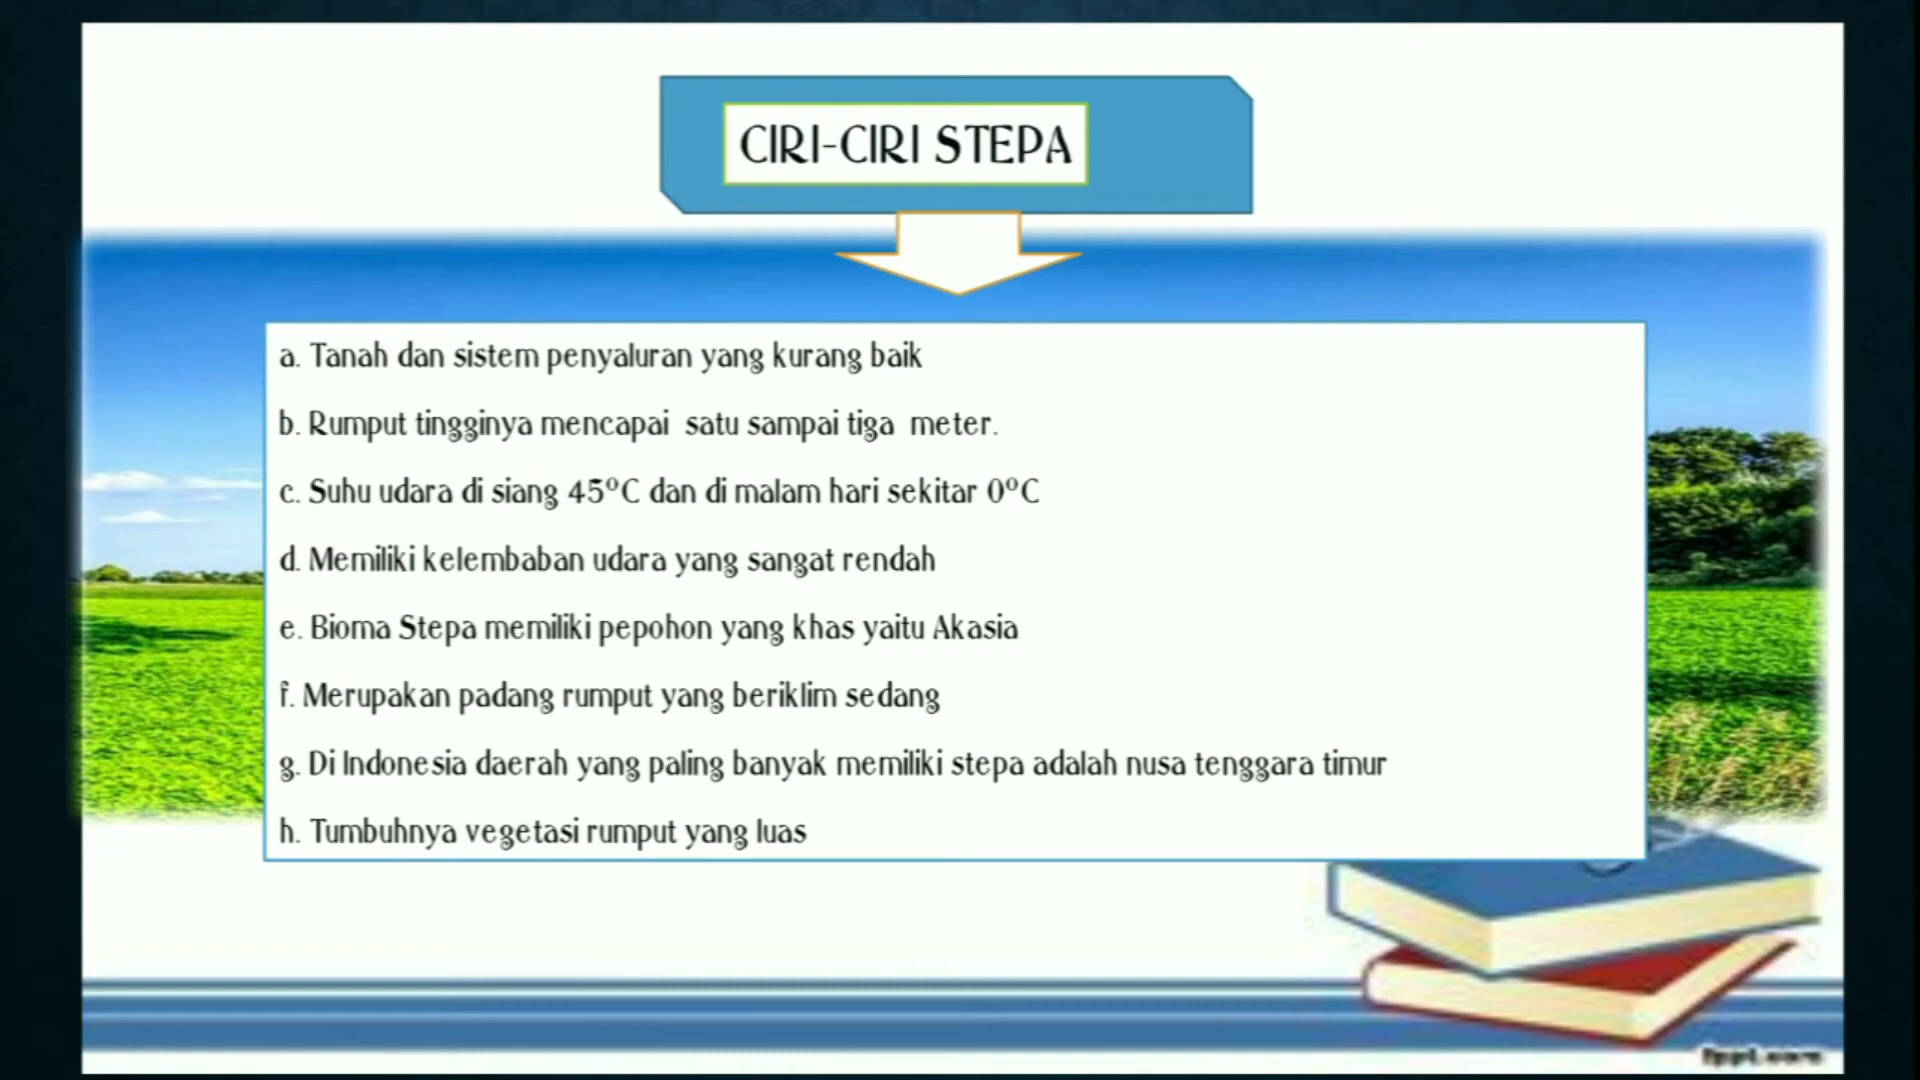 CIRI-CIRI STEPA
a. Tanah dan sistem penyaluran yang kurang baik
b. Rumput tingginya mencapai satu sampai tiga meter.
c. Suhu udara di siang 45°C dan di malam hari sekitar 0°C
d. Memiliki kelembaban udara yang sangat rendah
e. Bioma Stepa memiliki pepohon yang khas yaitu Akasia
f. Merupakan padang rumput yang beriklim sedang
g. Di Indonesia daerah yang paling banyak memiliki stepa adalah nusa tenggara timur
h. Tumbuhnya vegetasi rumput yang luas
fppt.com